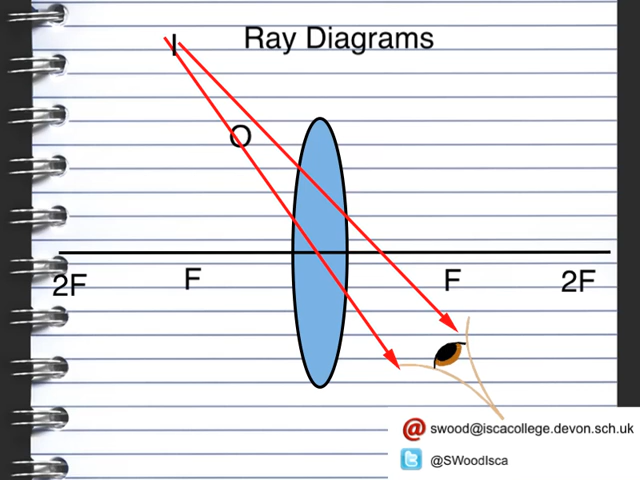 Ray Diagrams
I
O
2F F F 2F
swood@iscacollege.devon.sch.uk
@SWoodIsca